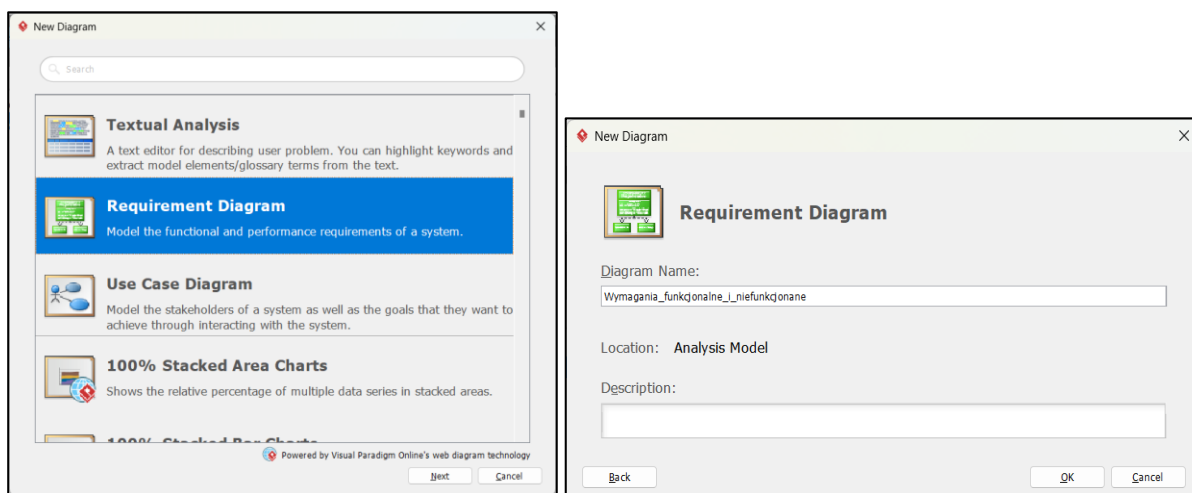 New Diagram
Search
Textual Analysis
A text editor for describing user problem. You can highlight keywords and
extract model elements/glossary terms from the text.
Requirement Diagram
Model the functional and performance requirements of a system.
Use Case Diagram
Model the stakeholders of a system as well as the goals that they want to
achieve through interacting with the system.
100% Stacked Area Charts
Shows the relative percentage of multiple data series in stacked areas.
100% Stacked Bar Charts
Powered by Visual Paradigm Online's web diagram technology
Next
Cancel
New Diagram
Requirement Diagram
Diagram Name:
Wymagania_funkcjonalne_i_niefunkcjonane
Location: Analysis Model
Description:
Back
OK
Cancel